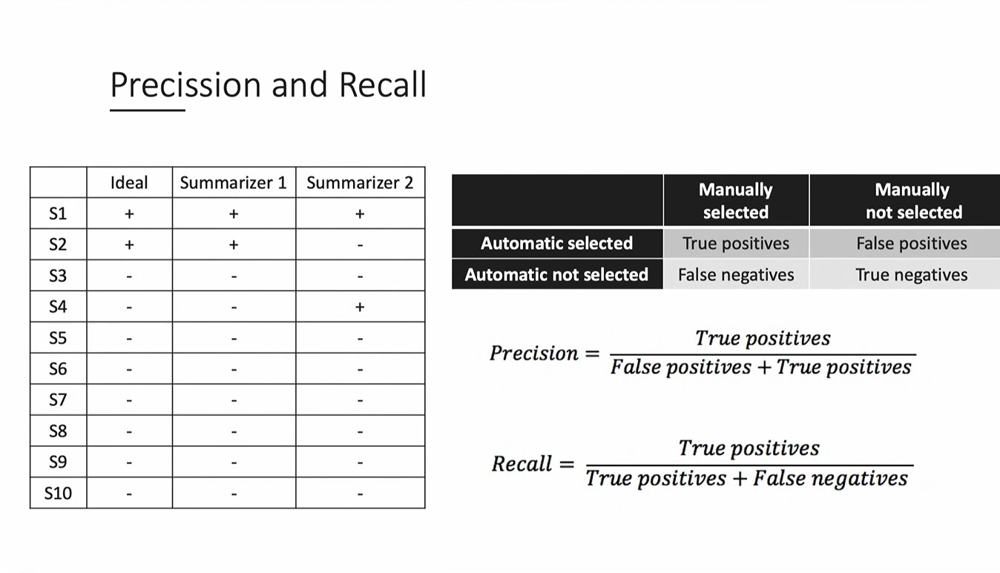 Precission and Recall
Ideal Summarizer 1 Summarizer 2
S1 + + +
S2 + + -
S3 - - -
S4 - - +
S5 - - -
S6 - - -
S7 - - -
S8 - - -
S9 - - -
S10 - - -
Manually selected Manually not selected
Automatic selected True positives False positives
Automatic not selected False negatives True negatives
Precision = True positives / False positives + True positives
Recall = True positives / True positives + False negatives